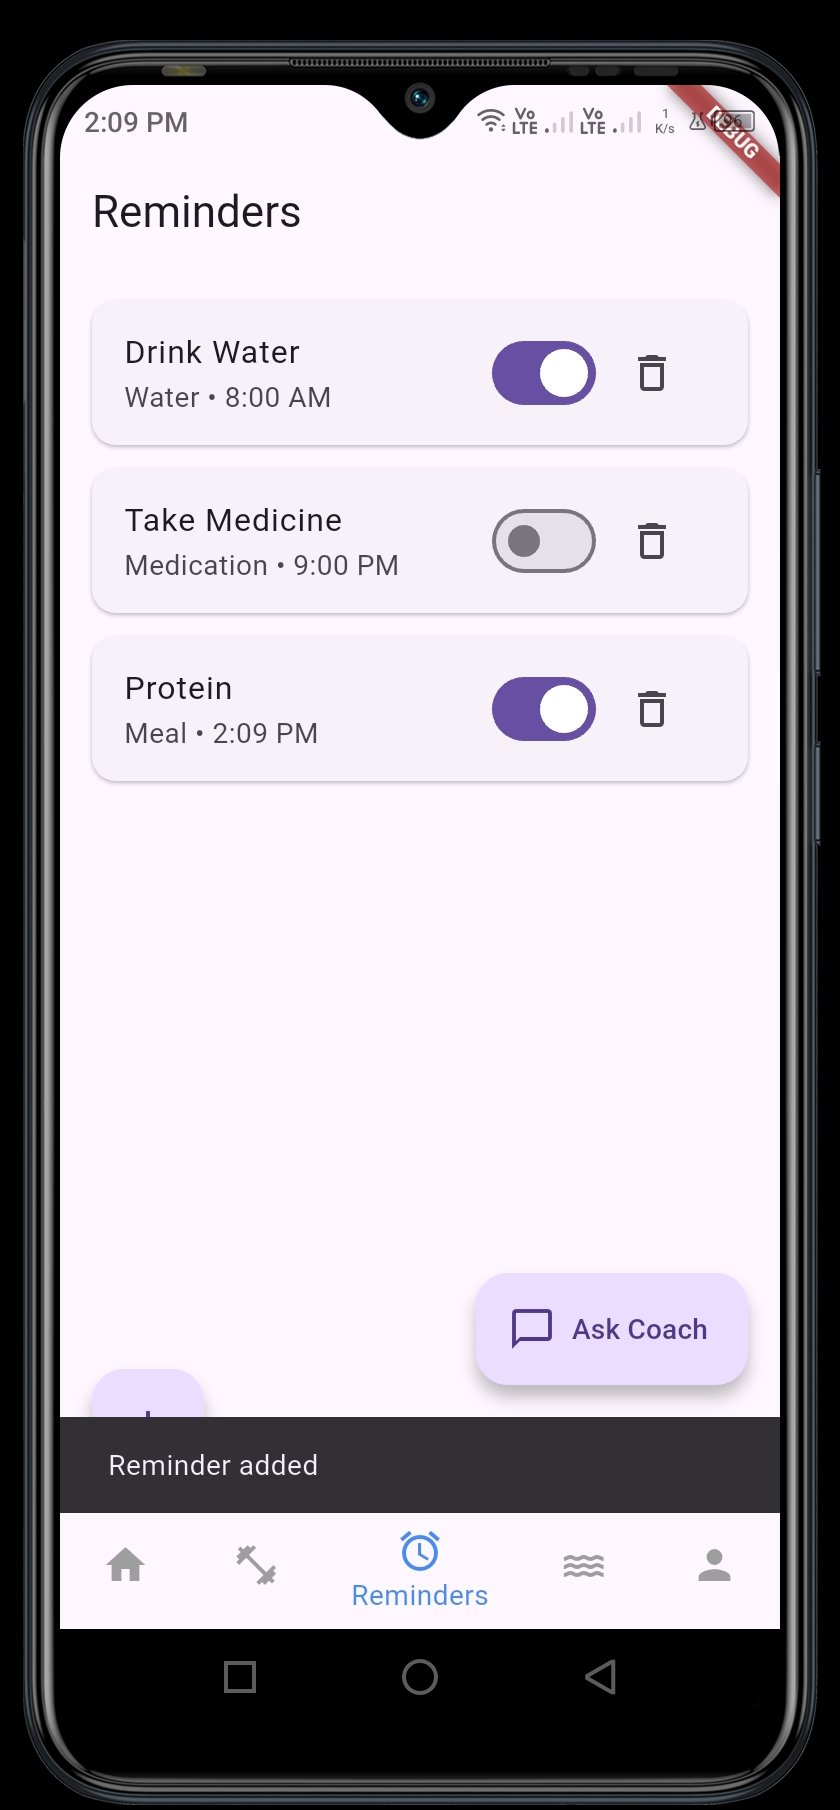 2:09 PM
Vo LTE Vo LTE 1 K/s 96
DEBUG
Reminders
Drink Water
Water • 8:00 AM
Take Medicine
Medication • 9:00 PM
Protein
Meal • 2:09 PM
Ask Coach
Reminder added
Reminders